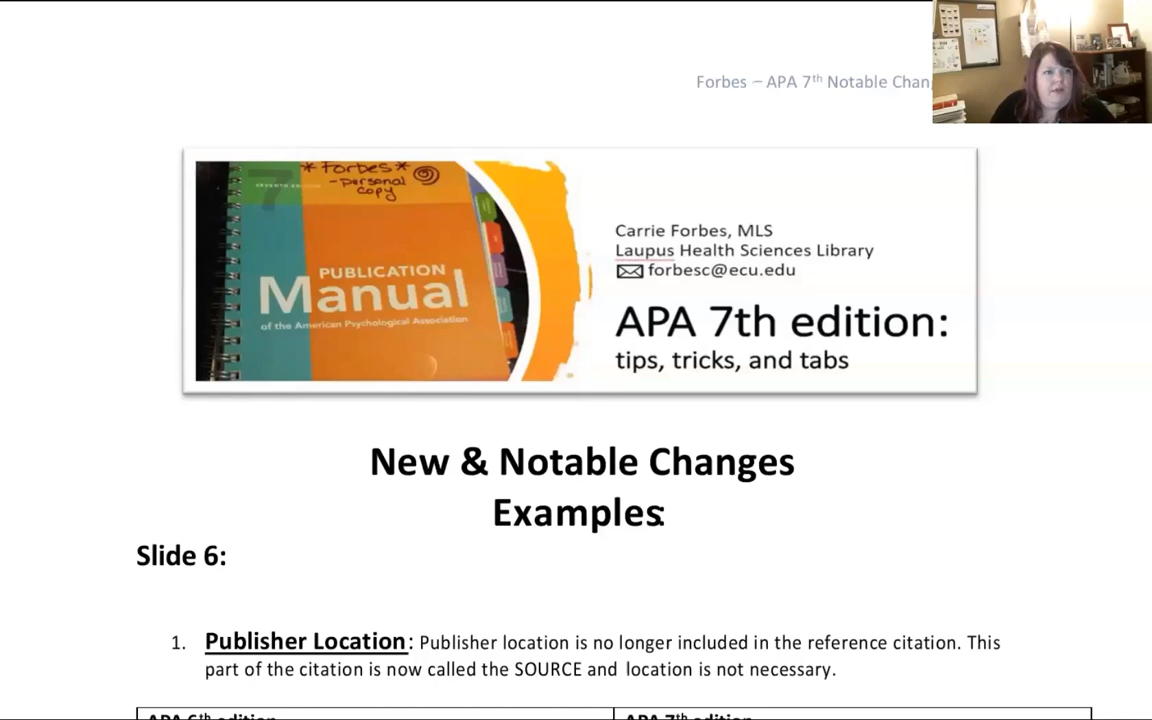 Forbes – APA 7th Notable Chan
*Forbes*
-personal
copy
7
SEVENTH EDITION
PUBLICATION
Manual
of the American Psychological Association
Carrie Forbes, MLS
Laupus Health Sciences Library
forbesc@ecu.edu
APA 7th edition:
tips, tricks, and tabs
New & Notable Changes
Examples:
Slide 6:
1. Publisher Location: Publisher location is no longer included in the reference citation. This
part of the citation is now called the SOURCE and location is not necessary.
APA 6th edition
APA 7th edition